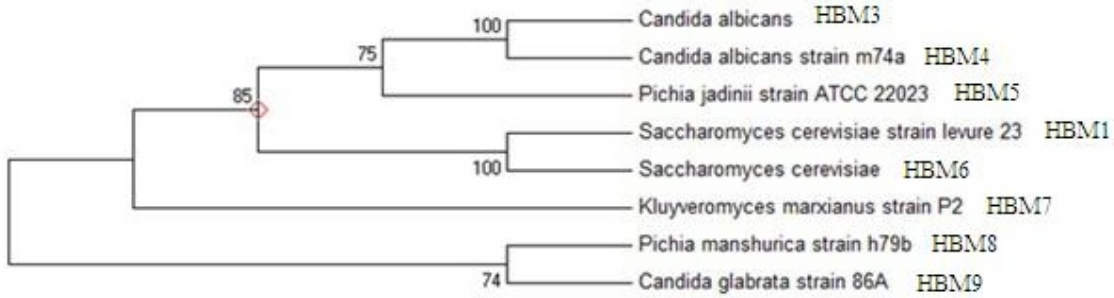 100 Candida albicans HBM3
Candida albicans strain m74a HBM4
75
Pichia jadinii strain ATCC 22023 HBM5
85
Saccharomyces cerevisiae strain levure 23 HBM1
100 Saccharomyces cerevisiae HBM6
Kluyveromyces marxianus strain P2 HBM7
Pichia manshurica strain h79b HBM8
74 Candida glabrata strain 86A HBM9